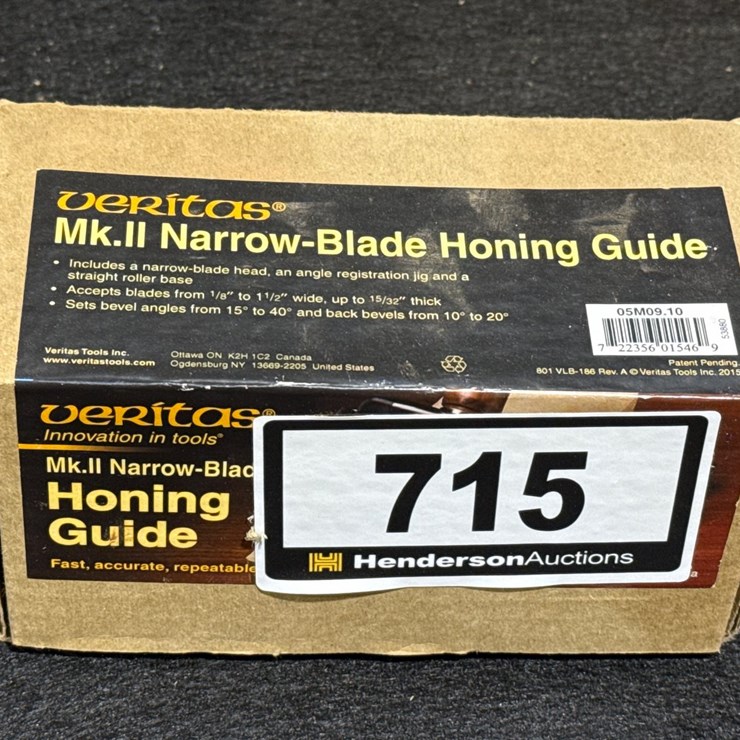 veritas®
Mk.II Narrow-Blade Honing Guide
• Includes a narrow-blade head, an angle registration jig and a
straight roller base
• Accepts blades from 1/8" to 1 1/2" wide, up to 15/32" thick
• Sets bevel angles from 15° to 40° and back bevels from 10° to 20°
05M09.10
7 22356 01546 9
53880
Veritas Tools Inc.
www.veritastools.com
Ottawa ON K2H 1C2 Canada
Ogdensburg NY 13669-2205 United States
Patent Pending.
801 VLB-186 Rev. A © Veritas Tools Inc. 2015
veritas®
Innovation in tools®
Mk.II Narrow-Blad
Honing
Guide
Fast, accurate, repeatable
715
HendersonAuctions